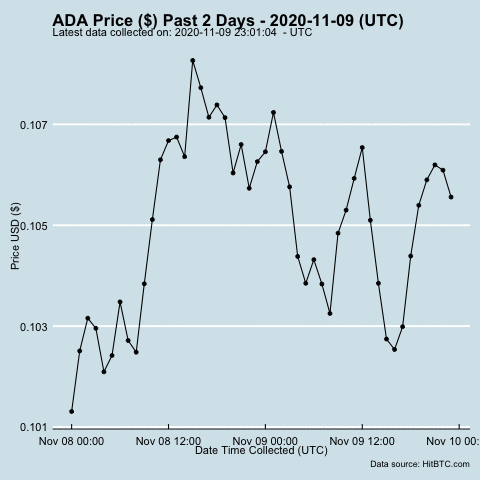 ADA Price ($) Past 2 Days - 2020-11-09 (UTC)
Latest data collected on: 2020-11-09 23:01:04 - UTC
0.107
0.105
0.103
0.101
Price USD ($)
Nov 08 00:00 Nov 08 12:00 Nov 09 00:00 Nov 09 12:00 Nov 10 00:
Date Time Collected (UTC)
Data source: HitBTC.com